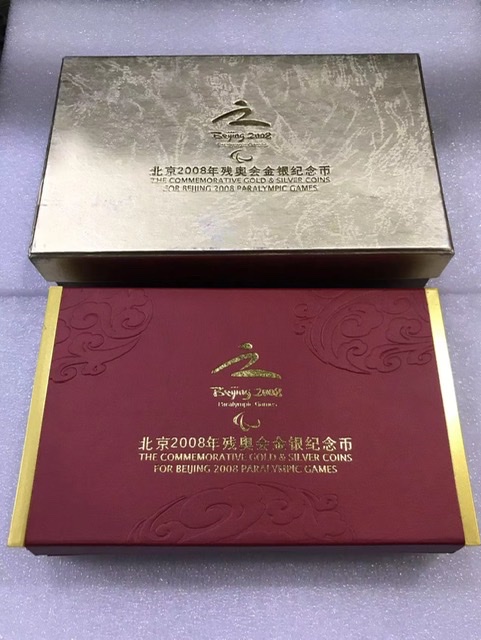 Beijing 2008
Paralympic Games
北京2008年残奥会金银纪念币
THE COMMEMORATIVE GOLD & SILVER COINS
FOR BEIJING 2008 PARALYMPIC GAMES
Beijing 2008
Paralympic Games
北京2008年残奥会金银纪念币
THE COMMEMORATIVE GOLD & SILVER COINS
FOR BEIJING 2008 PARALYMPIC GAMES